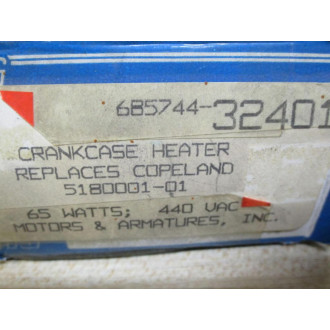 685744-32401
CRANKCASE HEATER
REPLACES COPELAND
5180001-01
65 WATTS; 440 VAC
MOTORS & ARMATURES, INC.